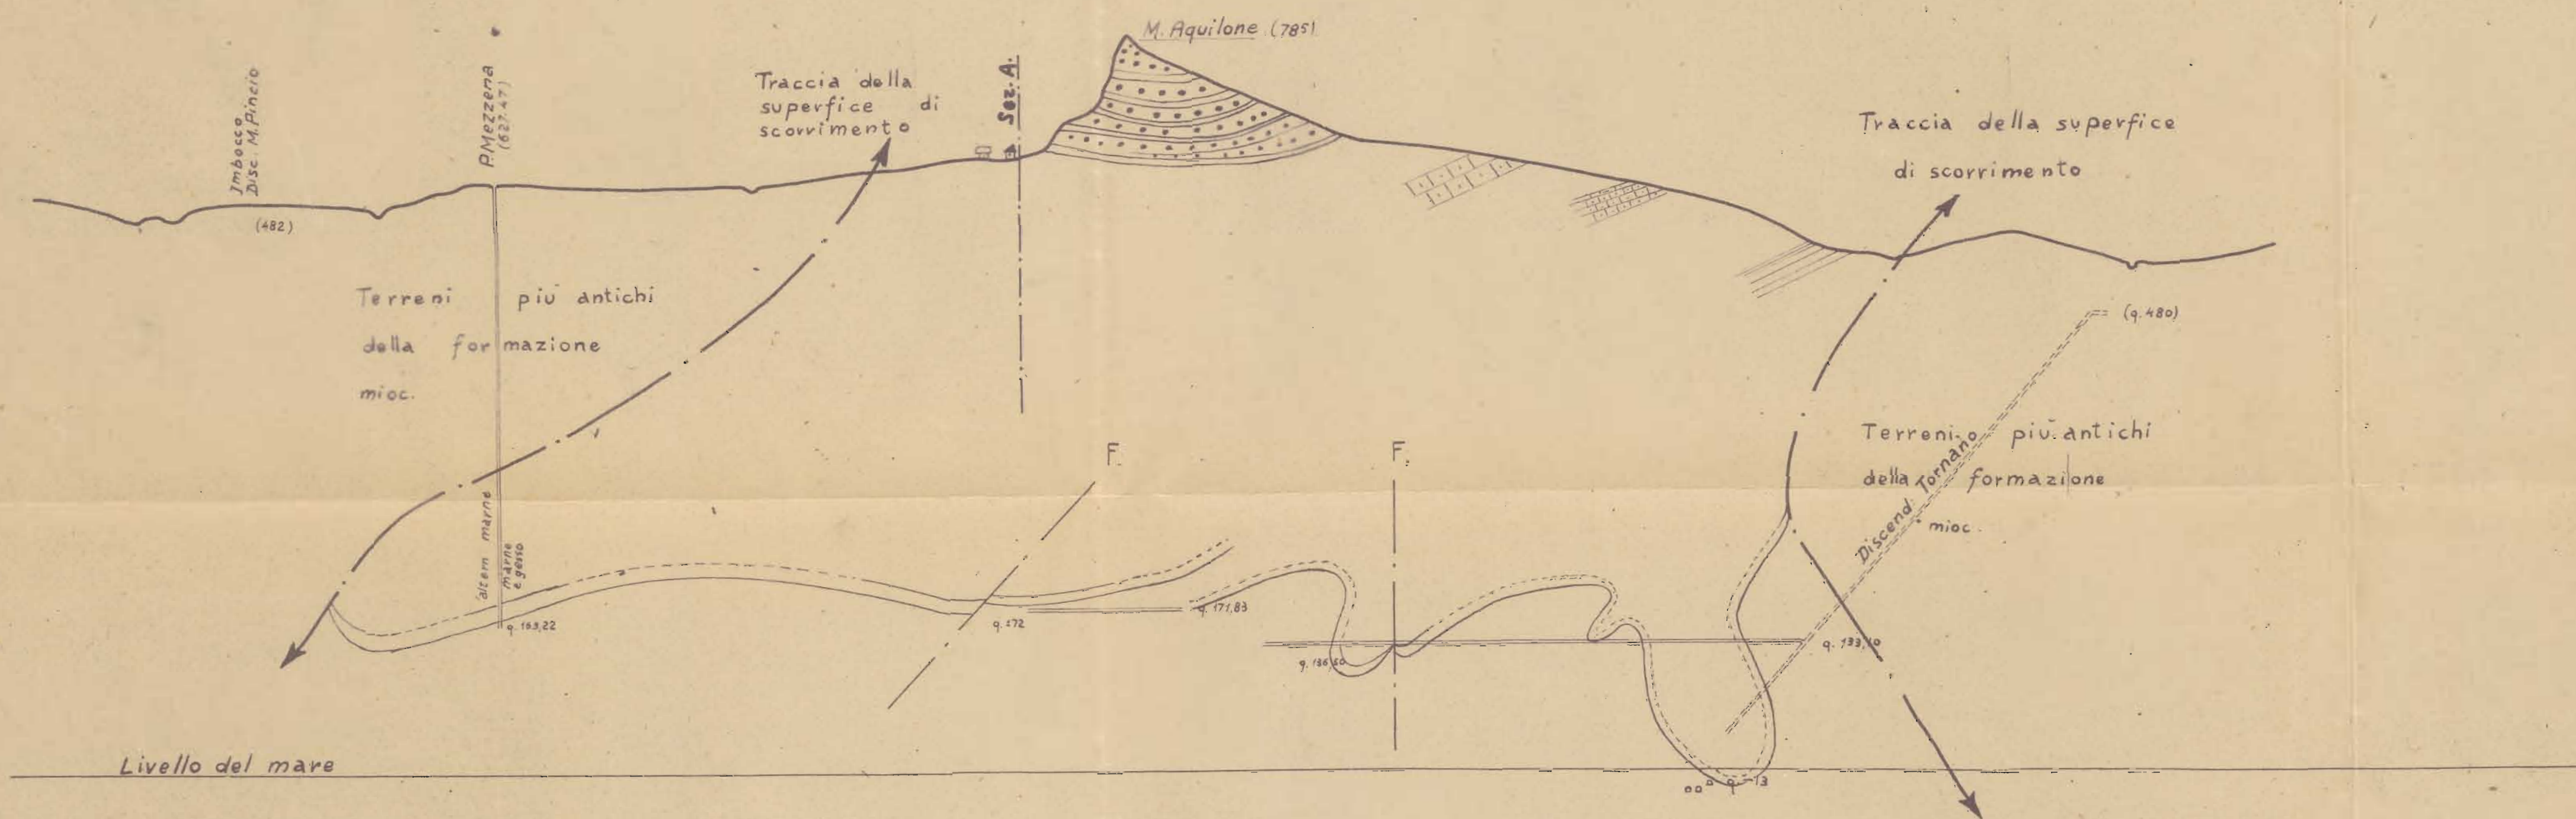 M. Aquilone (785)
Imbocco
Disc. M. Pincio
(482)
P. Mezzena
(627.47)
Traccia della
superfice di
scorrimento
Sez. A.
Traccia della superfice
di scorrimento
Terreni più antichi
della formazione
mioc.
(q. 480)
Terreni più antichi
della formazione
mioc.
Discend. Tornano
F.
F.
altern marne
marne
e gesso
q. 163,22
q. 172
q. 171,83
q. 136,50
q. 133,10
Livello del mare
q. -13